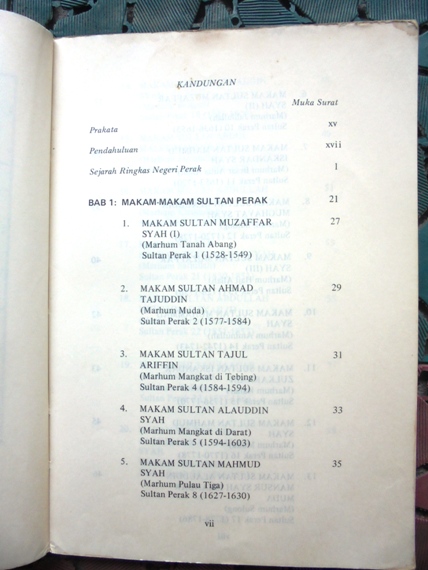 KANDUNGAN
Muka Surat
Prakata xv
Pendahuluan xvii
Sejarah Ringkas Negeri Perak 1
BAB 1: MAKAM-MAKAM SULTAN PERAK 21
1. MAKAM SULTAN MUZAFFAR 27
SYAH (I)
(Marhum Tanah Abang)
Sultan Perak 1 (1528-1549)
2. MAKAM SULTAN AHMAD 29
TAJUDDIN
(Marhum Muda)
Sultan Perak 2 (1577-1584)
3. MAKAM SULTAN TAJUL 31
ARIFFIN
(Marhum Mangkat di Tebing)
Sultan Perak 4 (1584-1594)
4. MAKAM SULTAN ALAUDDIN 33
SYAH
(Marhum Mangkat di Darat)
Sultan Perak 5 (1594-1603)
5. MAKAM SULTAN MAHMUD 35
SYAH
(Marhum Pulau Tiga)
Sultan Perak 8 (1627-1630)
vii